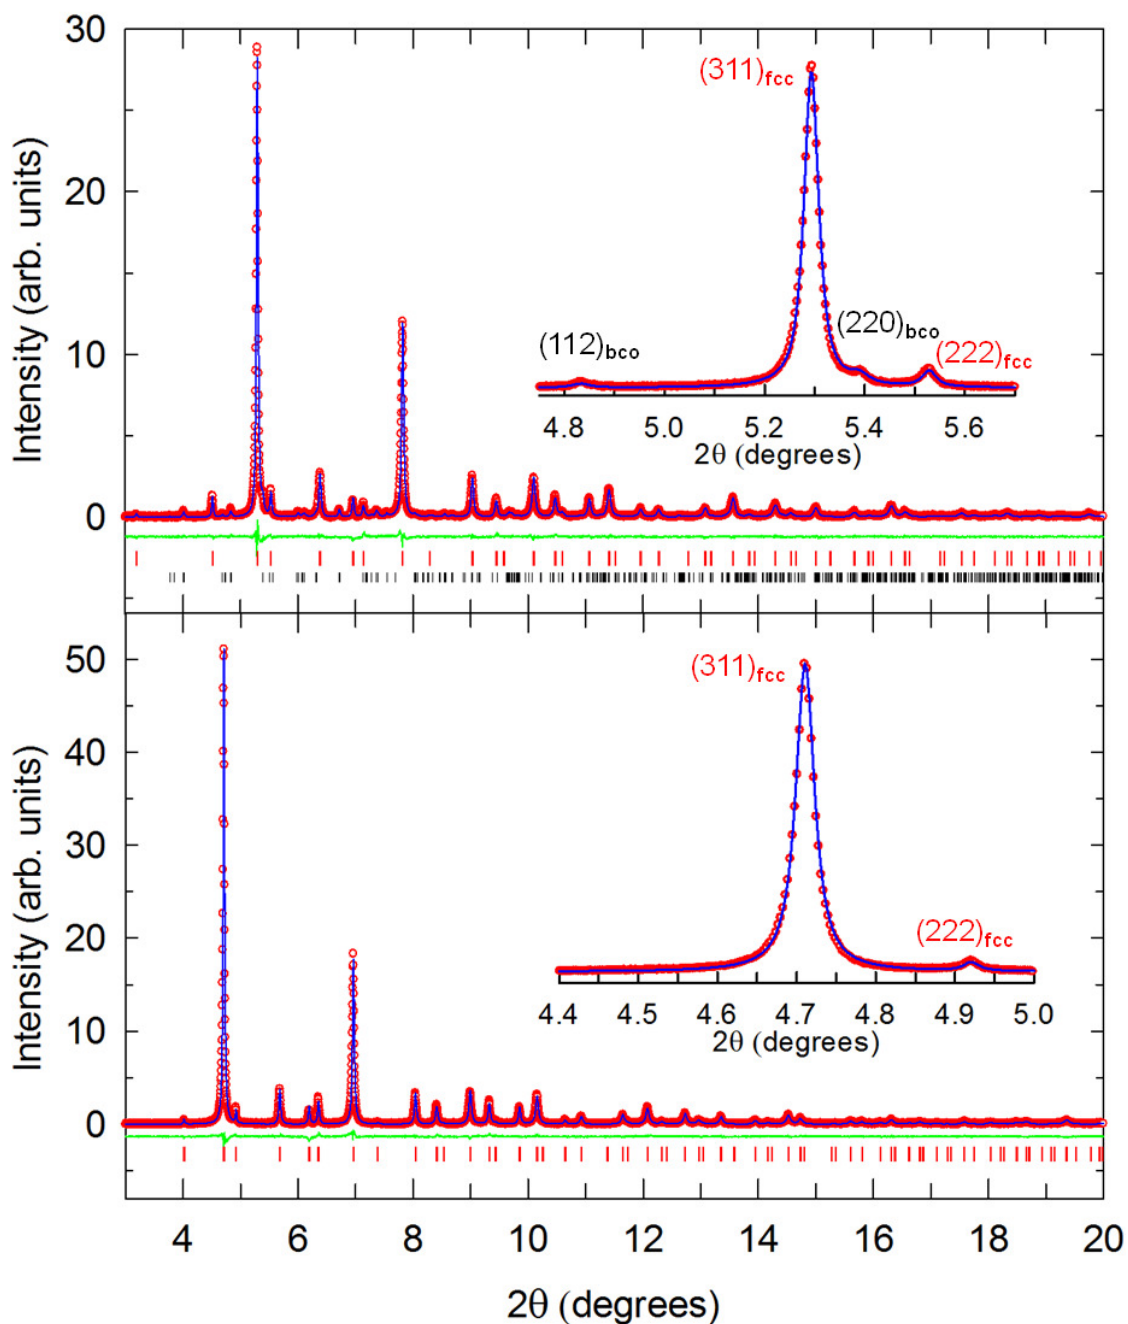 30
20
10
0
Intensity (arb. units)
(311)fcc
(112)bco
(220)bco
(222)fcc
4.8 5.0 5.2 5.4 5.6
2θ (degrees)
50
40
30
20
10
0
Intensity (arb. units)
(311)fcc
(222)fcc
4.4 4.5 4.6 4.7 4.8 4.9 5.0
2θ (degrees)
4 6 8 10 12 14 16 18 20
2θ (degrees)